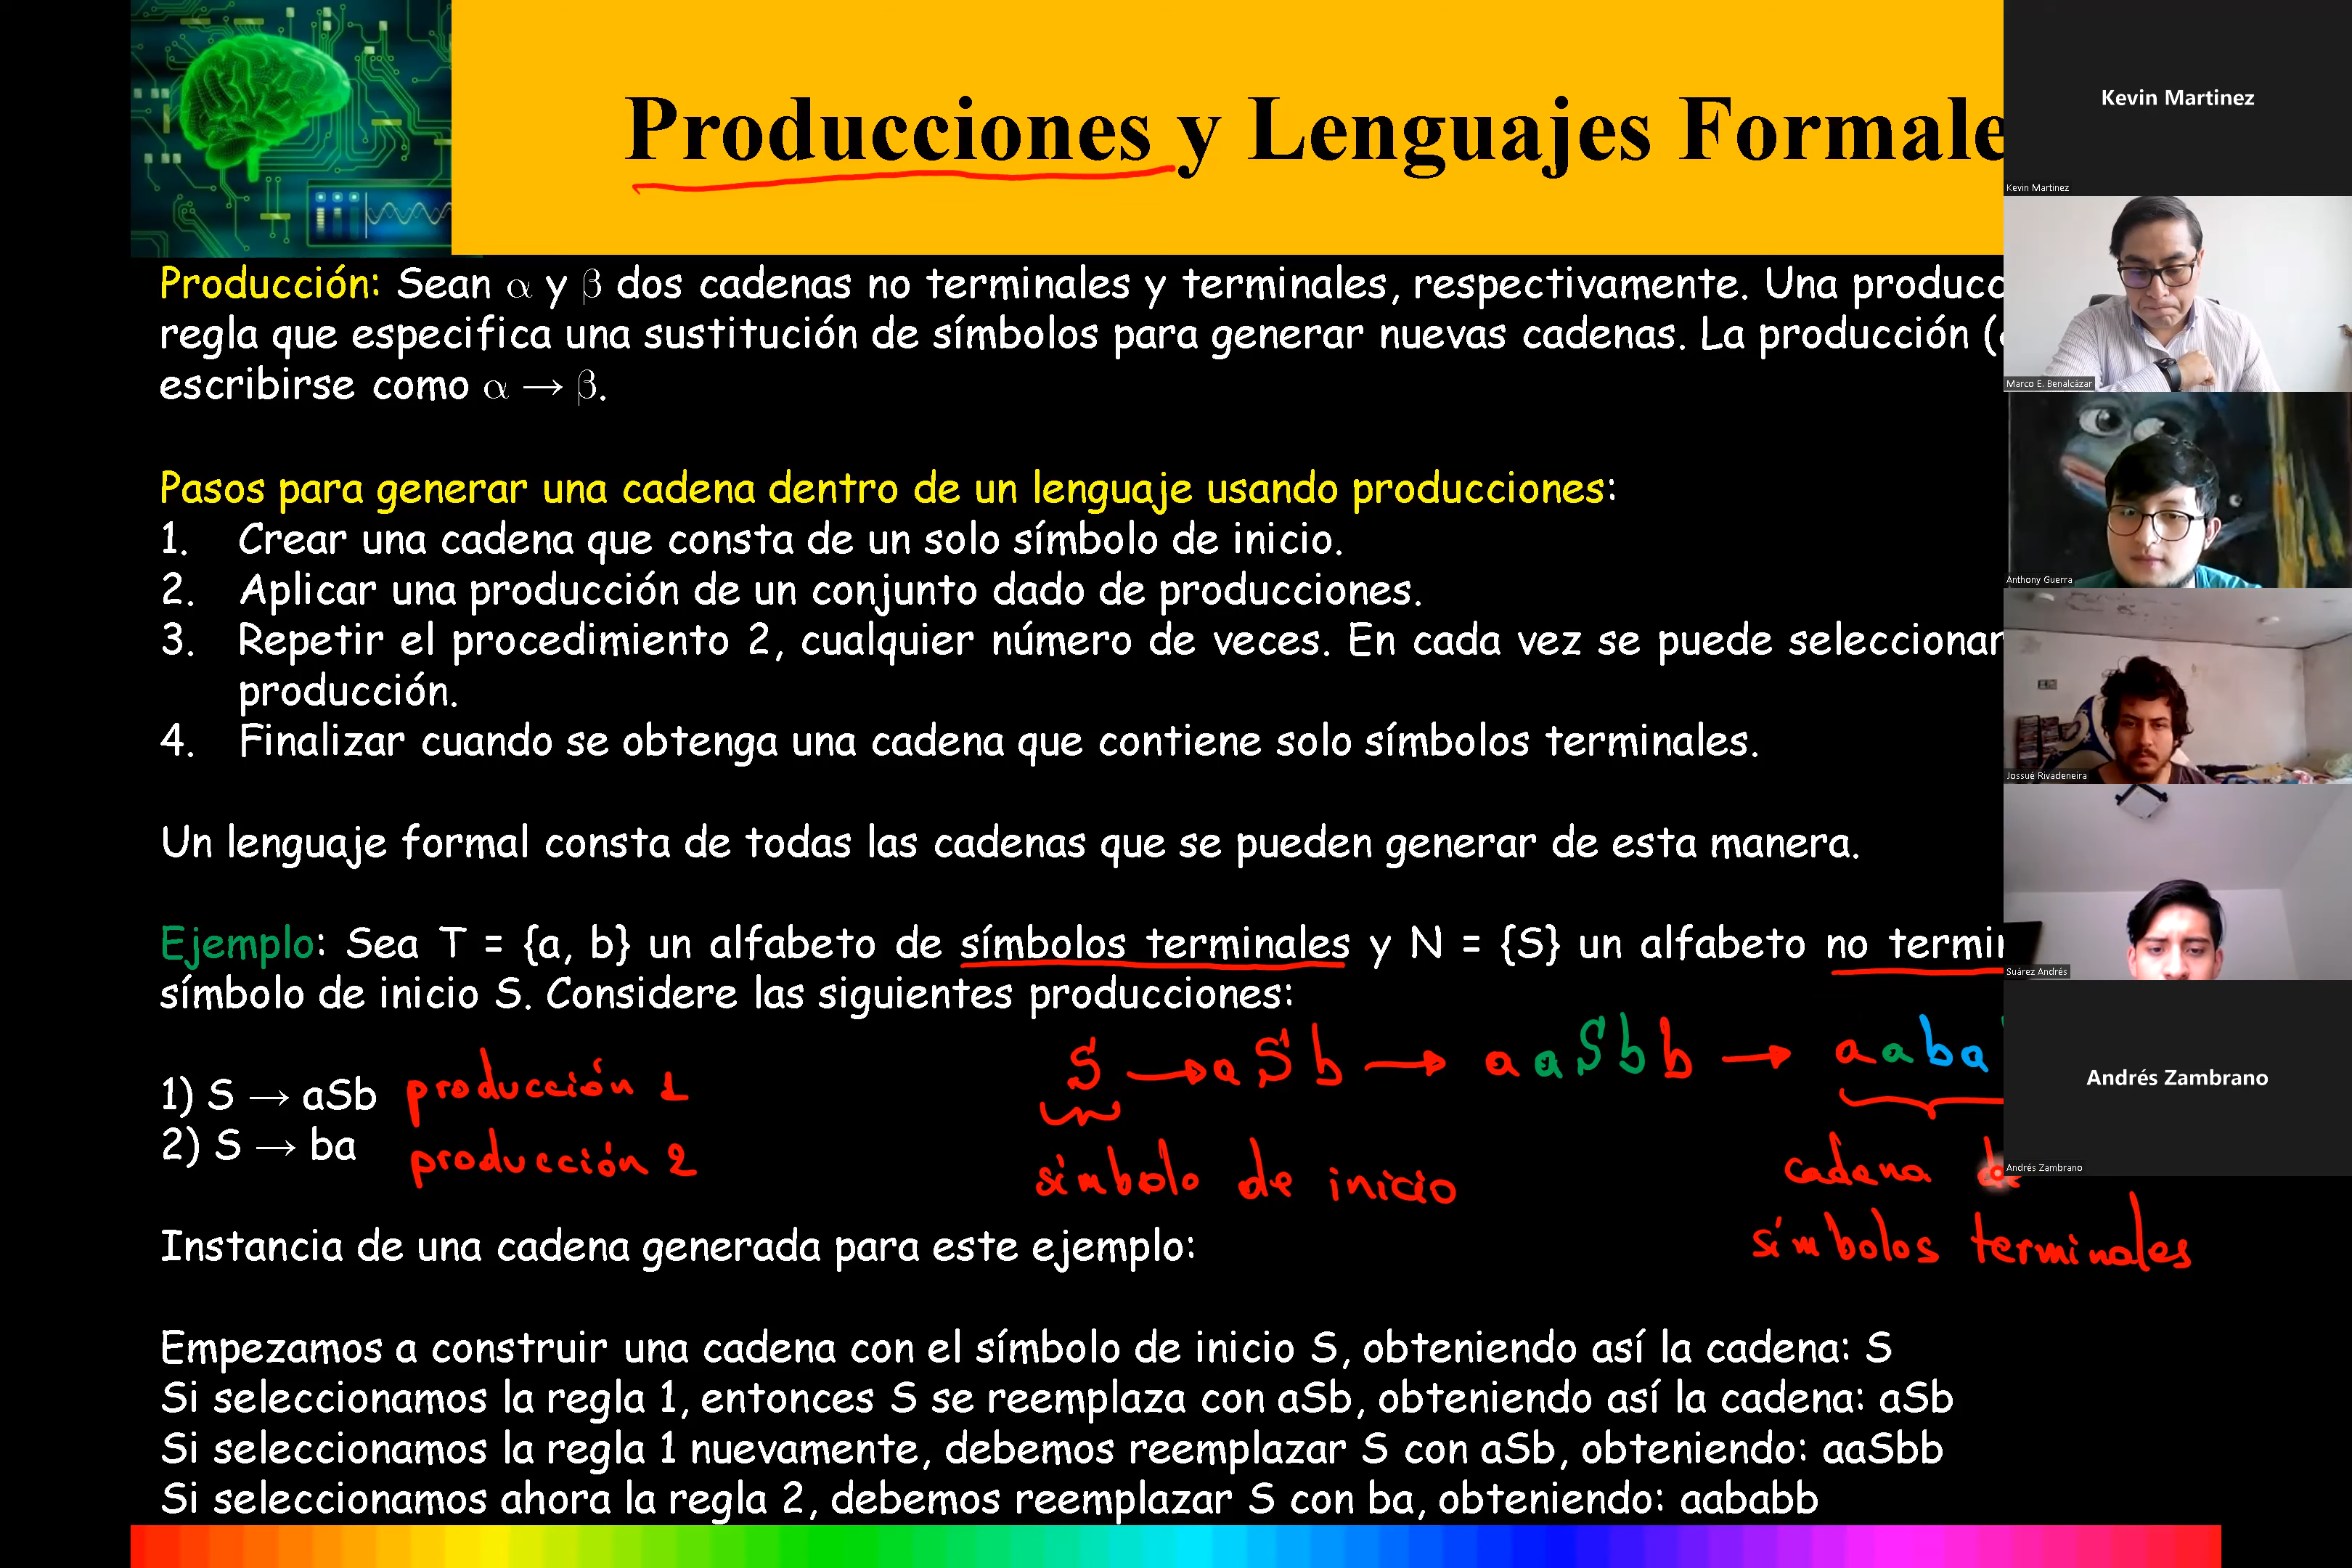 Producciones y Lenguajes Formale
Producción: Sean α y β dos cadenas no terminales y terminales, respectivamente. Una producc
regla que especifica una sustitución de símbolos para generar nuevas cadenas. La producción (
escribirse como α → β.
Pasos para generar una cadena dentro de un lenguaje usando producciones:
1. Crear una cadena que consta de un solo símbolo de inicio.
2. Aplicar una producción de un conjunto dado de producciones.
3. Repetir el procedimiento 2, cualquier número de veces. En cada vez se puede seleccionar
producción.
4. Finalizar cuando se obtenga una cadena que contiene solo símbolos terminales.
Un lenguaje formal consta de todas las cadenas que se pueden generar de esta manera.
Ejemplo: Sea T = {a, b} un alfabeto de símbolos terminales y N = {S} un alfabeto no termin
símbolo de inicio S. Considere las siguientes producciones:
S → aSb → aaSbb → aaba
1) S → aSb producción 1
2) S → ba producción 2
símbolo de inicio
cadena de
símbolos terminales
Instancia de una cadena generada para este ejemplo:
Empezamos a construir una cadena con el símbolo de inicio S, obteniendo así la cadena: S
Si seleccionamos la regla 1, entonces S se reemplaza con aSb, obteniendo así la cadena: aSb
Si seleccionamos la regla 1 nuevamente, debemos reemplazar S con aSb, obteniendo: aaSbb
Si seleccionamos ahora la regla 2, debemos reemplazar S con ba, obteniendo: aababb
Kevin Martinez
Kevin Martinez
Marco E. Benalcázar
Anthony Guerra
Jossué Rivadeneira
Suárez Andrés
Andrés Zambrano
Andrés Zambrano